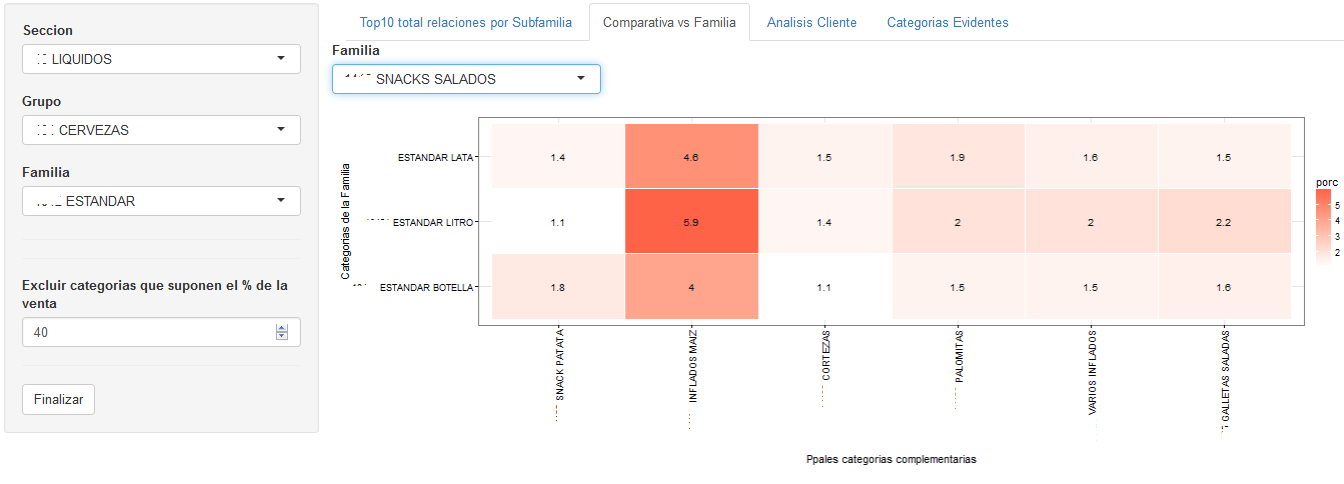 Seccion
LIQUIDOS
Grupo
CERVEZAS
Familia
ESTANDAR
Excluir categorias que suponen el % de la
venta
40
Finalizar
Top10 total relaciones por Subfamilia
Comparativa vs Familia
Analisis Cliente
Categorias Evidentes
Familia
SNACKS SALADOS
Categorias de la Familia
ESTANDAR LATA
1.4 4.6 1.5 1.9 1.6 1.5
ESTANDAR LITRO
1.1 5.9 1.4 2 2 2.2
ESTANDAR BOTELLA
1.8 4 1.1 1.5 1.5 1.6
SNACK PATATA
INFLADOS MAIZ
CORTEZAS
PALOMITAS
VARIOS INFLADOS
GALLETAS SALADAS
Ppales categorias complementarias
porc
5
4
3
2